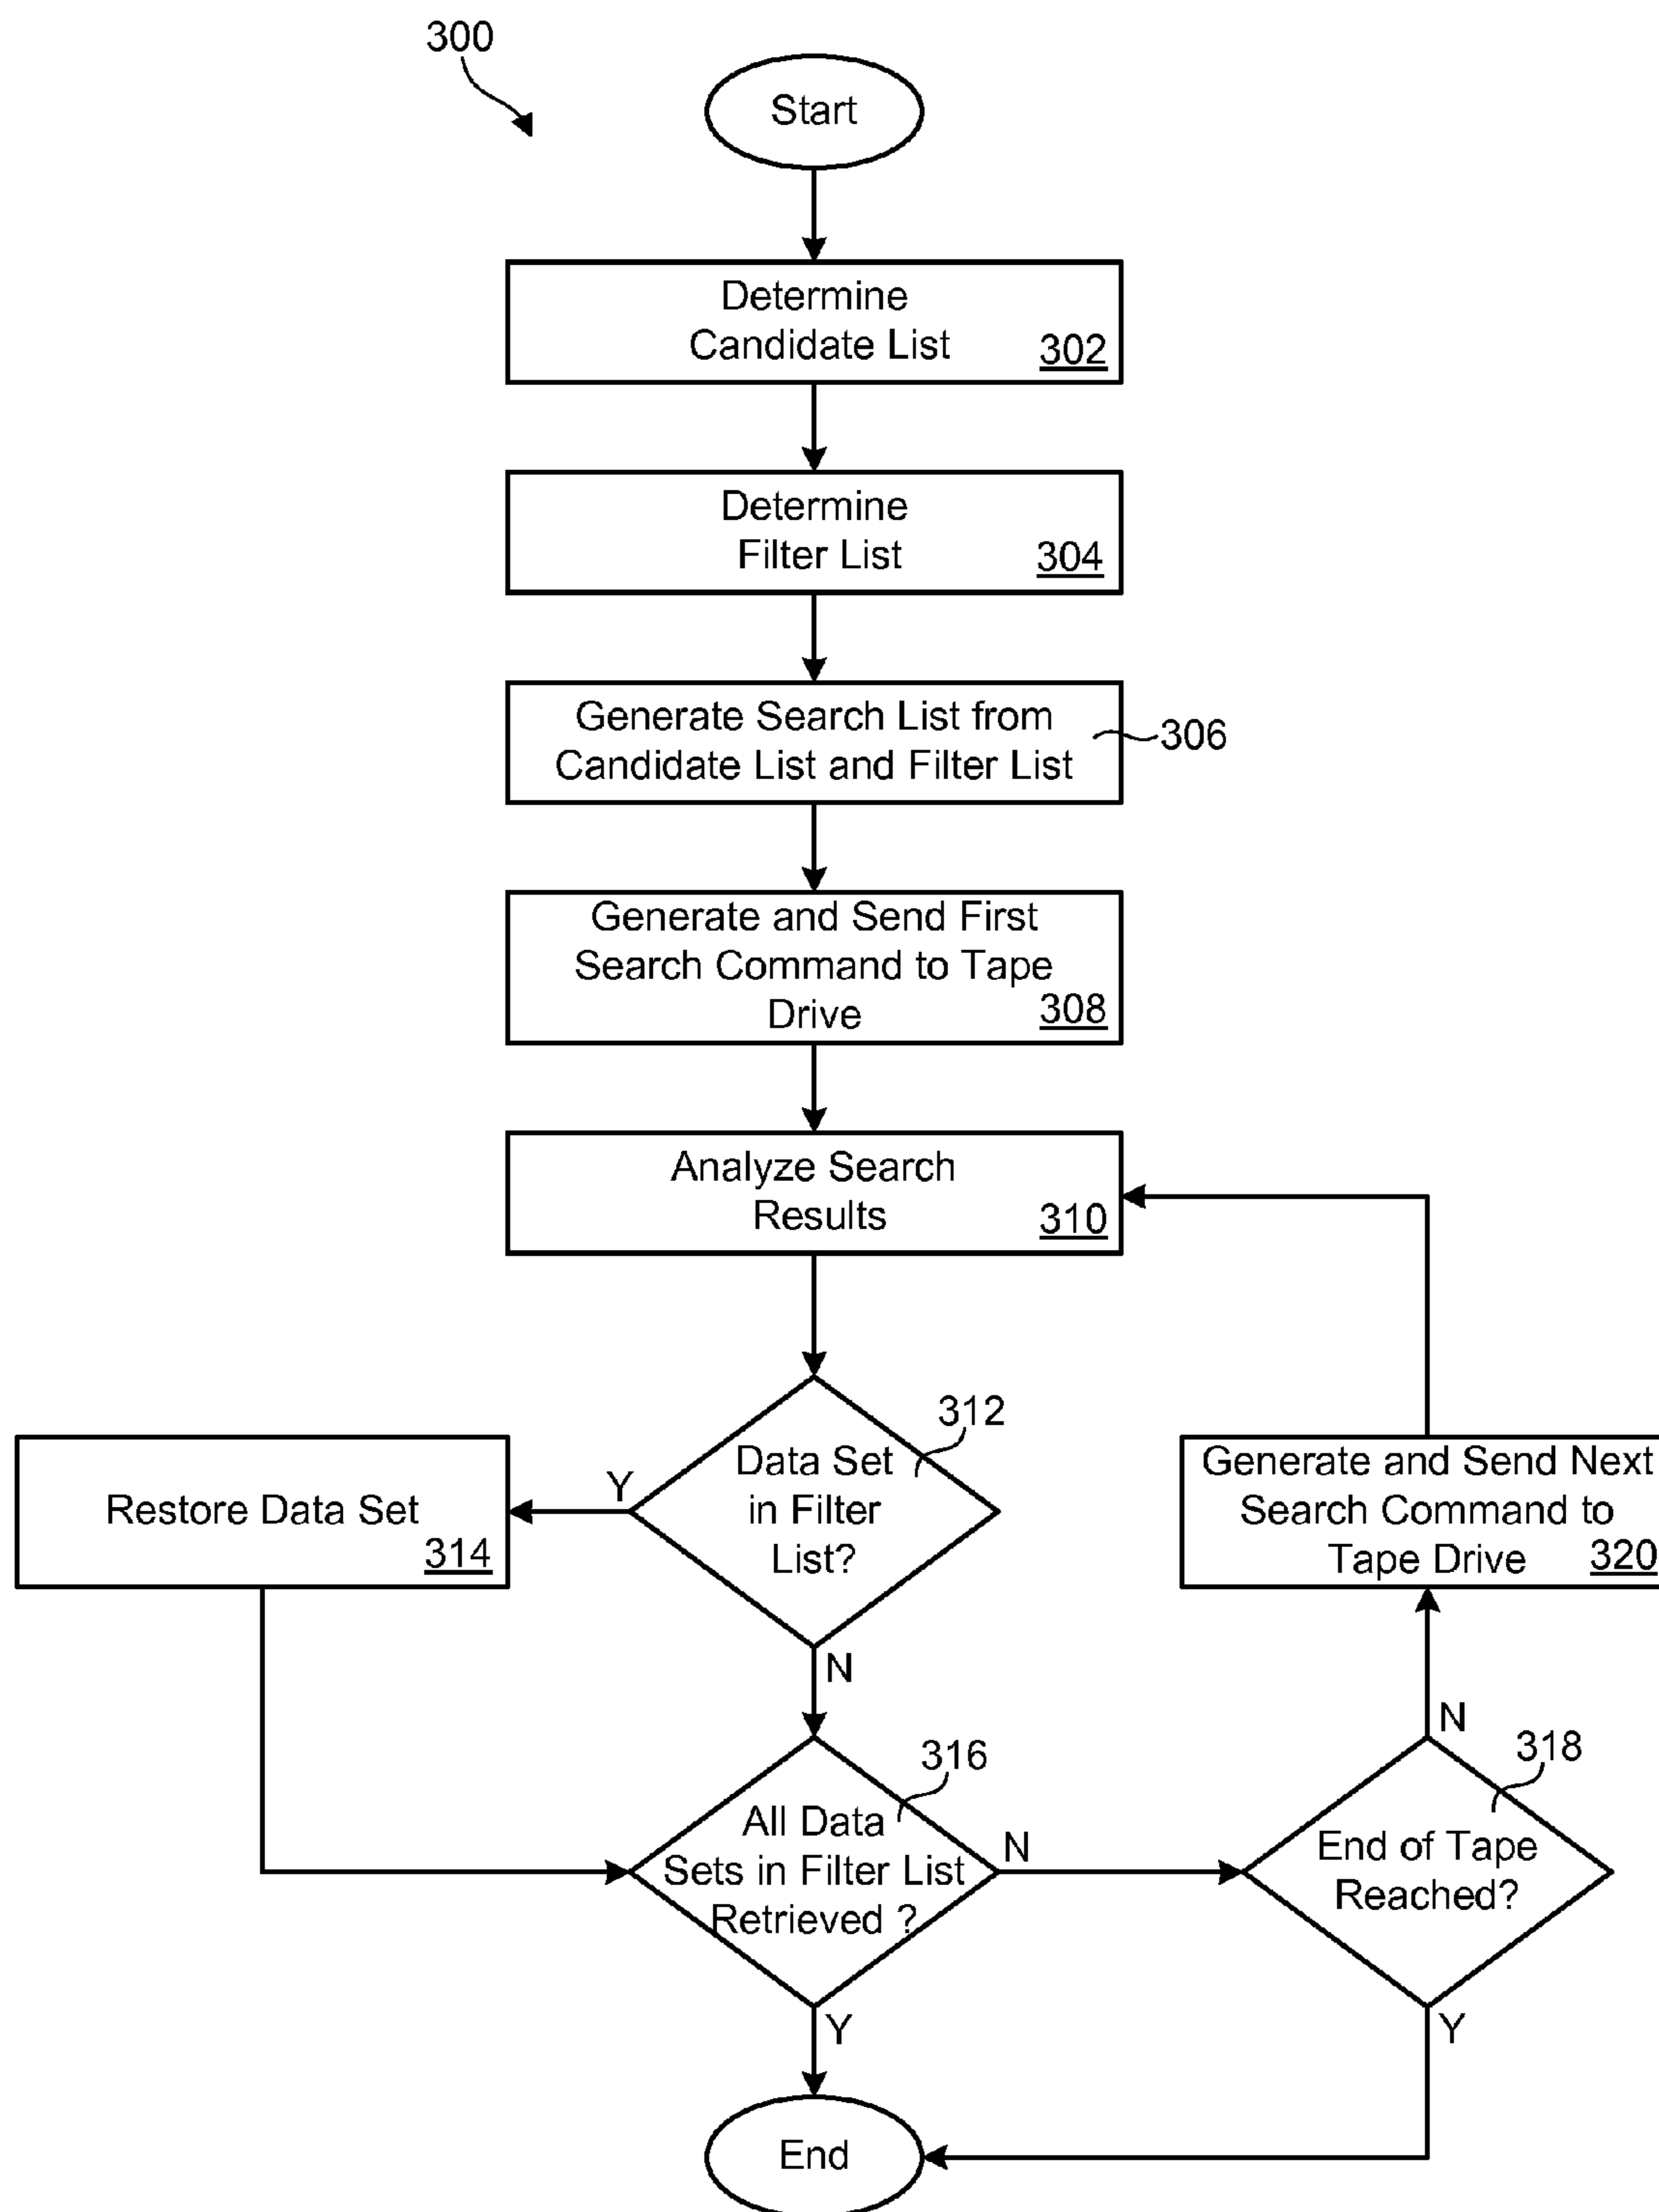 300
Start
Determine
Candidate List
302
Determine
Filter List
304
Generate Search List from
Candidate List and Filter List
306
Generate and Send First
Search Command to Tape
Drive
308
Analyze Search
Results
310
312
Data Set
in Filter
List?
Y
N
Restore Data Set
314
Generate and Send Next
Search Command to
Tape Drive
320
316
All Data
Sets in Filter List
Retrieved ?
N
Y
318
End of Tape
Reached?
N
Y
End